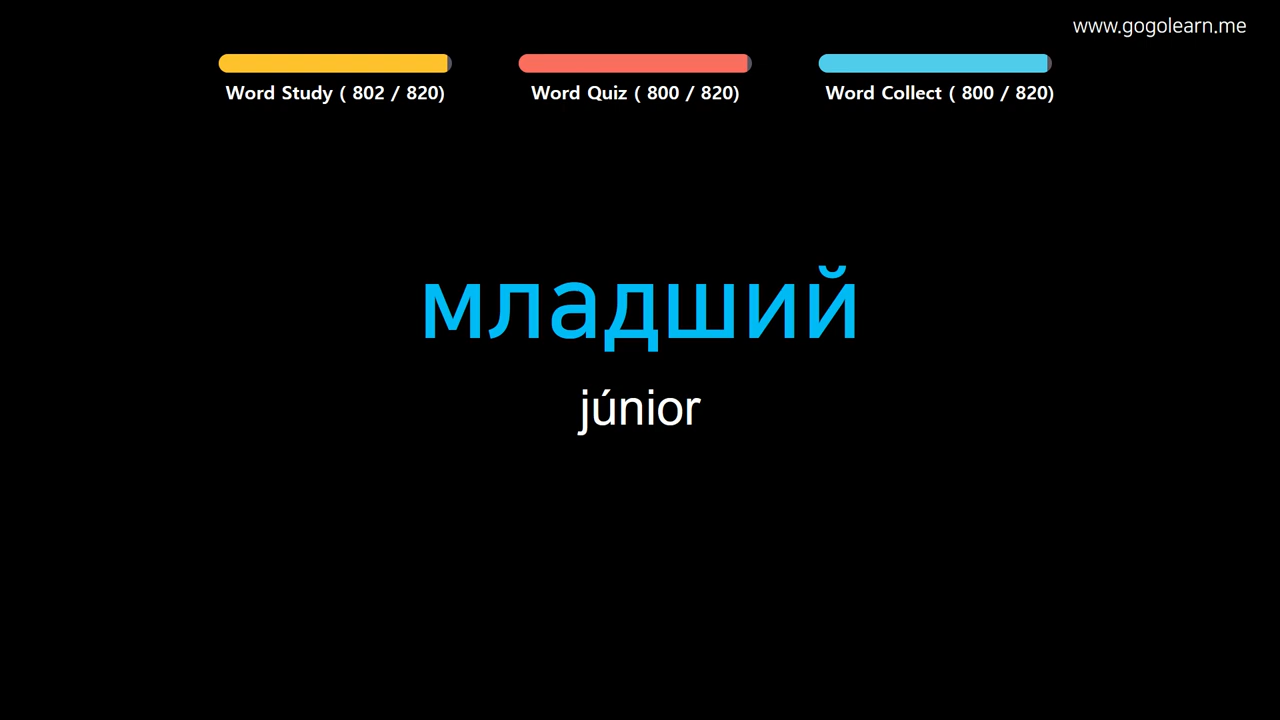 www.gogolearn.me
Word Study ( 802 / 820)
Word Quiz ( 800 / 820)
Word Collect ( 800 / 820)
младший
júnior